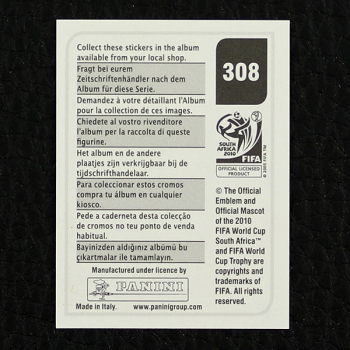 Collect these stickers in the album
available from your local shop.
Fragt bei eurem
Zeitschriftenhändler nach dem
Album für diese Serie.
Demandez à votre détaillant l'Album
pour la collection de ces images.
Chiedete al vostro rivenditore
l'album per la raccolta di queste
figurine.
Het album en de andere
plaatjes zijn verkrijgbaar bij de
tijdschrifthandelaar.
Para coleccionar estos cromos
compra tu álbum en cualquier
kiosco.
Pede a caderneta desta colecção
de cromos no teu ponto de venda
habitual.
Bayinizden aldığınız albümü bu
çıkartmalar ile tamamlayın.
Manufactured under licence by
PANINI
Made in Italy. www.paninigroup.com
308
SOUTH AFRICA
2010
FIFA
OFFICIAL LICENSED
PRODUCT
© The Official
Emblem and
Official Mascot
of the 2010
FIFA World Cup
South Africa™
and FIFA World
Cup Trophy are
copyrights and
trademarks of
FIFA. All rights
reserved.